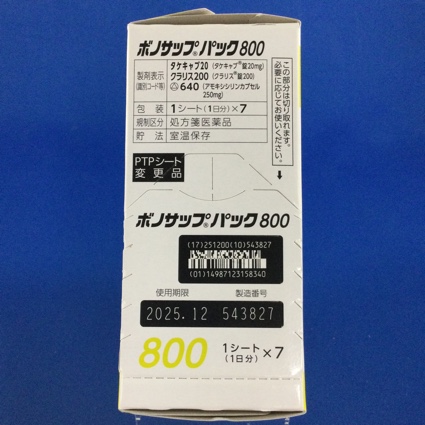 ボノサップ®パック800
製剤表示
(識別コード等)
タケキャブ20 (タケキャブ®錠20mg)
クラリス200 (クラリス®錠200)
640 (アモキシシリンカプセル
250mg)
包装 1シート(1日分)×7
規制区分 処方箋医薬品
貯法 室温保存
この部分は切り取れます。
必要に応じてお使いください。
PTPシート
変更品
ボノサップ®パック800
(17)251200(10)543827
(01)14987123158340
使用期限 製造番号
2025.12 543827
800 1シート×7
(1日分)